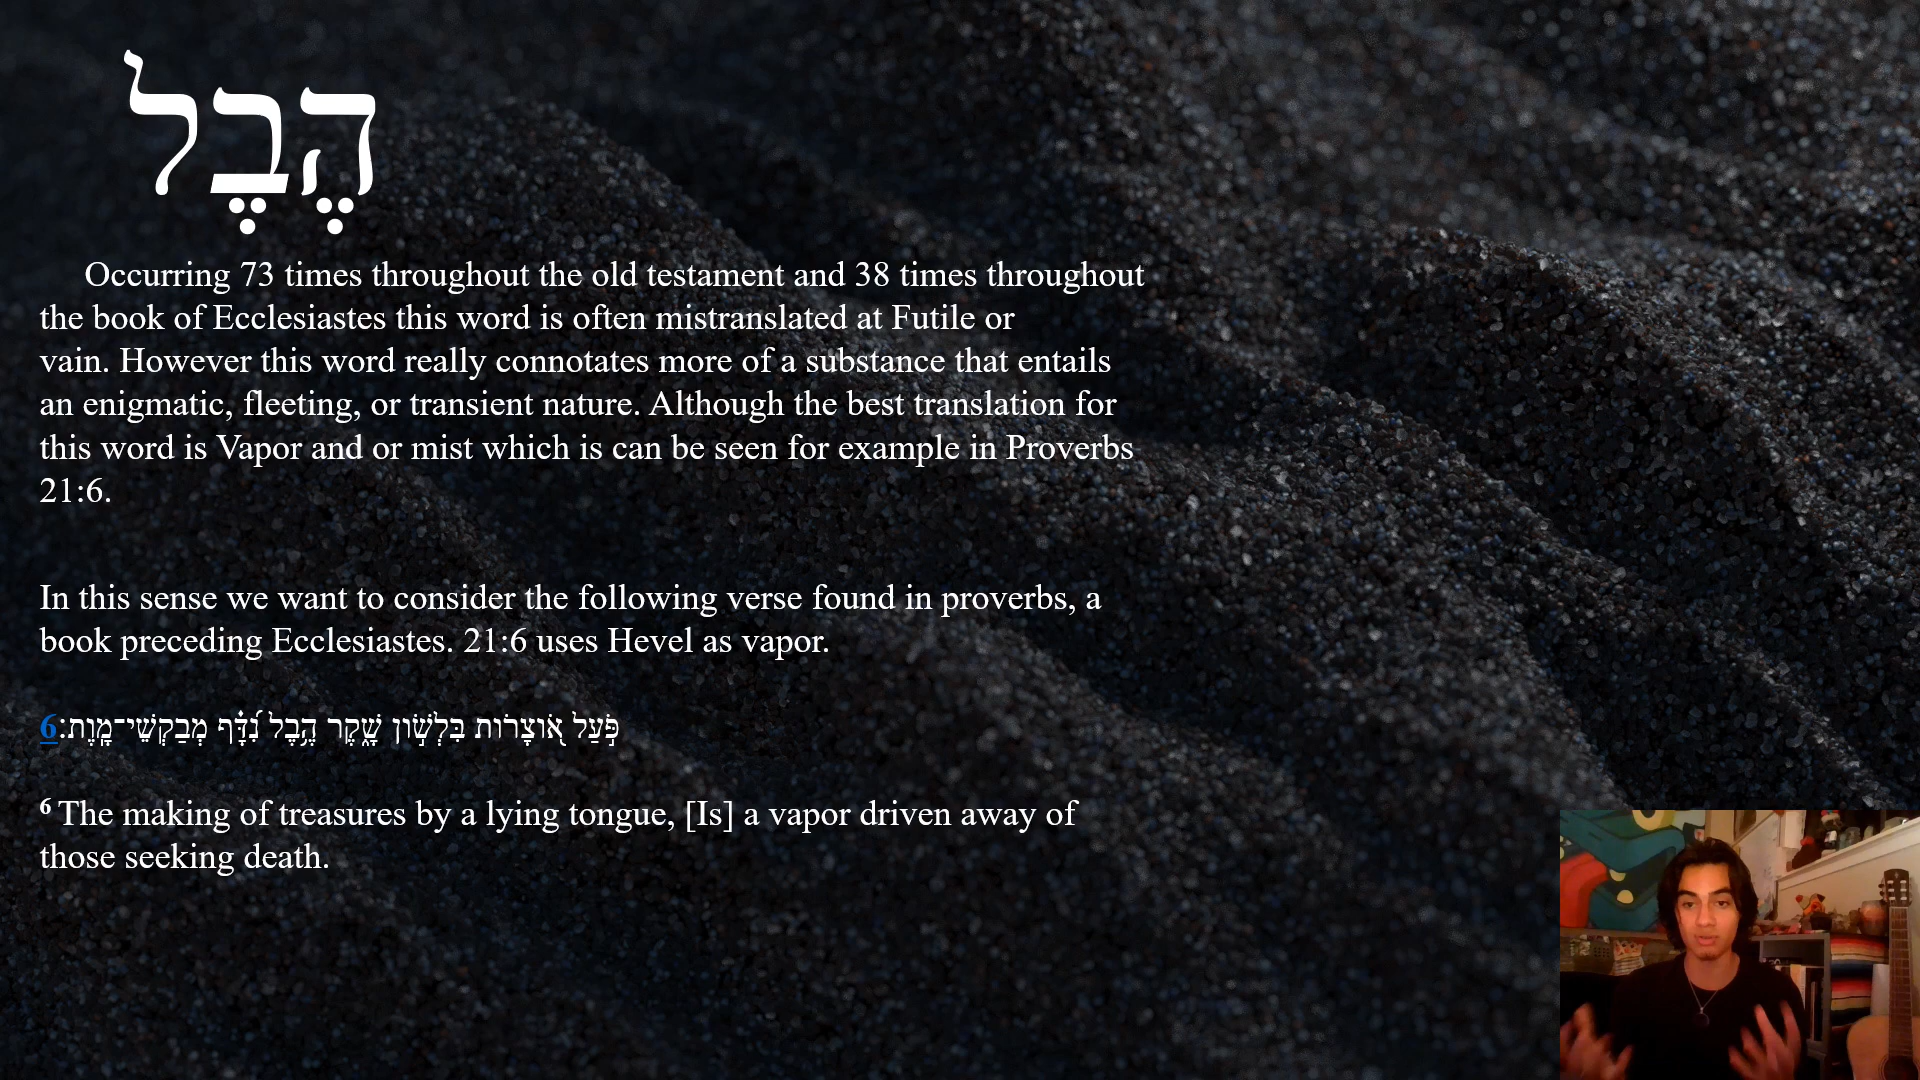 הֶבֶל
Occurring 73 times throughout the old testament and 38 times throughout
the book of Ecclesiastes this word is often mistranslated at Futile or
vain. However this word really connotates more of a substance that entails
an enigmatic, fleeting, or transient nature. Although the best translation for
this word is Vapor and or mist which is can be seen for example in Proverbs
21:6.
In this sense we want to consider the following verse found in proverbs, a
book preceding Ecclesiastes. 21:6 uses Hevel as vapor.
פֹּ֣עַל א֭וֹצָרוֹת בִּלְשׁ֣וֹן שָׁ֑קֶר הֶ֥בֶל נִ֝דָּ֗ף מְבַקְשֵׁי־מָֽוֶת׃6
6 The making of treasures by a lying tongue, [Is] a vapor driven away of
those seeking death.